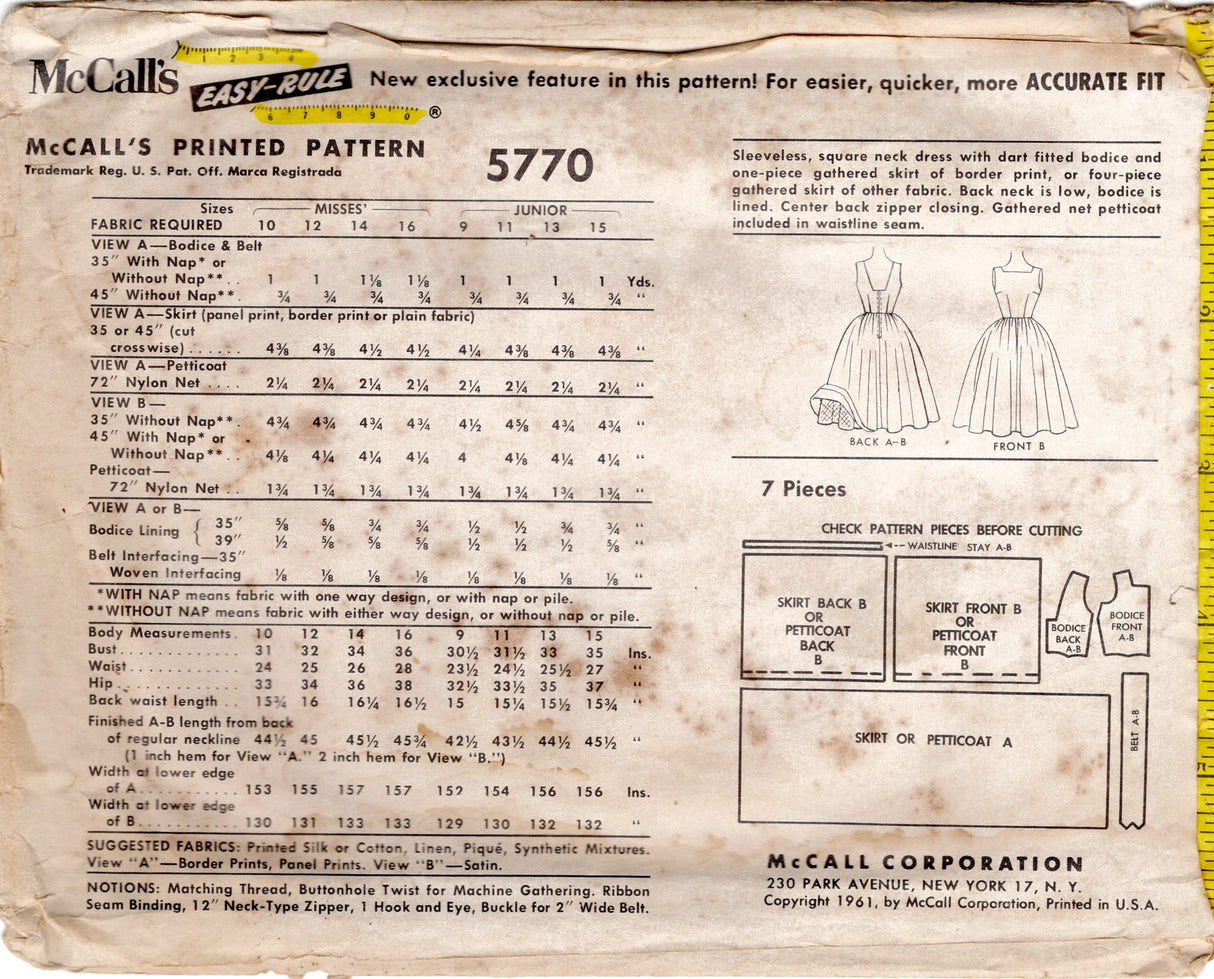 McCall's EASY-RULE ® New exclusive feature in this pattern! For easier, quicker, more ACCURATE FIT
1 2 3 4
6 7 8 9 0
McCALL'S PRINTED PATTERN 5770
Trademark Reg. U. S. Pat. Off. Marca Registrada
Sizes MISSES' JUNIOR
FABRIC REQUIRED 10 12 14 16 9 11 13 15
VIEW A—Bodice & Belt
35″ With Nap* or
Without Nap**.. 1 1 1⅛ 1⅛ 1 1 1 1 Yds.
45″ Without Nap**. ¾ ¾ ¾ ¾ ¾ ¾ ¾ ¾ “
VIEW A—Skirt (panel print, border print or plain fabric)
35 or 45″ (cut
crosswise)...... 4⅜ 4⅜ 4½ 4½ 4¼ 4⅜ 4⅜ 4⅜ “
VIEW A—Petticoat
72″ Nylon Net .... 2¼ 2¼ 2¼ 2¼ 2¼ 2¼ 2¼ 2¼ “
VIEW B—
35″ Without Nap**. 4¾ 4¾ 4¾ 4¾ 4½ 4⅝ 4¾ 4¾ “
45″ With Nap* or
Without Nap**.. 4⅛ 4¼ 4¼ 4¼ 4 4⅛ 4¼ 4¼ “
Petticoat—
72″ Nylon Net .. 1¾ 1¾ 1¾ 1¾ 1¾ 1¾ 1¾ 1¾ “
VIEW A or B—
Bodice Lining { 35″ ⅝ ⅝ ¾ ¾ ½ ½ ¾ ¾ “
39″ ½ ⅝ ⅝ ⅝ ½ ½ ½ ⅝ “
Belt Interfacing—35″
Woven Interfacing ⅛ ⅛ ⅛ ⅛ ⅛ ⅛ ⅛ ⅛ “
*WITH NAP means fabric with one way design, or with nap or pile.
**WITHOUT NAP means fabric with either way design, or without nap or pile.
Body Measurements. 10 12 14 16 9 11 13 15
Bust............. 31 32 34 36 30½ 31½ 33 35 Ins.
Waist............ 24 25 26 28 23½ 24½ 25½ 27 “
Hip.............. 33 34 36 38 32½ 33½ 35 37 “
Back waist length .. 15¾ 16 16¼ 16½ 15 15¼ 15½ 15¾ “
Finished A-B length from back
of regular neckline 44½ 45 45½ 45¾ 42½ 43½ 44½ 45½ “
(1 inch hem for View “A.” 2 inch hem for View “B.”)
Width at lower edge
of A........... 153 155 157 157 152 154 156 156 Ins.
Width at lower edge
of B........... 130 131 133 133 129 130 132 132 “
SUGGESTED FABRICS: Printed Silk or Cotton, Linen, Piqué, Synthetic Mixtures.
View “A”—Border Prints, Panel Prints. View “B”—Satin.
NOTIONS: Matching Thread, Buttonhole Twist for Machine Gathering. Ribbon
Seam Binding, 12″ Neck-Type Zipper, 1 Hook and Eye, Buckle for 2″ Wide Belt.
Sleeveless, square neck dress with dart fitted bodice and
one-piece gathered skirt of border print, or four-piece
gathered skirt of other fabric. Back neck is low, bodice is
lined. Center back zipper closing. Gathered net petticoat
included in waistline seam.
BACK A–B
FRONT B
7 Pieces
CHECK PATTERN PIECES BEFORE CUTTING
WAISTLINE STAY A-B
SKIRT BACK B
OR
PETTICOAT
BACK
B
SKIRT FRONT B
OR
PETTICOAT
FRONT
B
BODICE
BACK
A-B
BODICE
FRONT
A-B
SKIRT OR PETTICOAT A
BELT A-B
McCALL CORPORATION
230 PARK AVENUE, NEW YORK 17, N. Y.
Copyright 1961, by McCall Corporation, Printed in U.S.A.